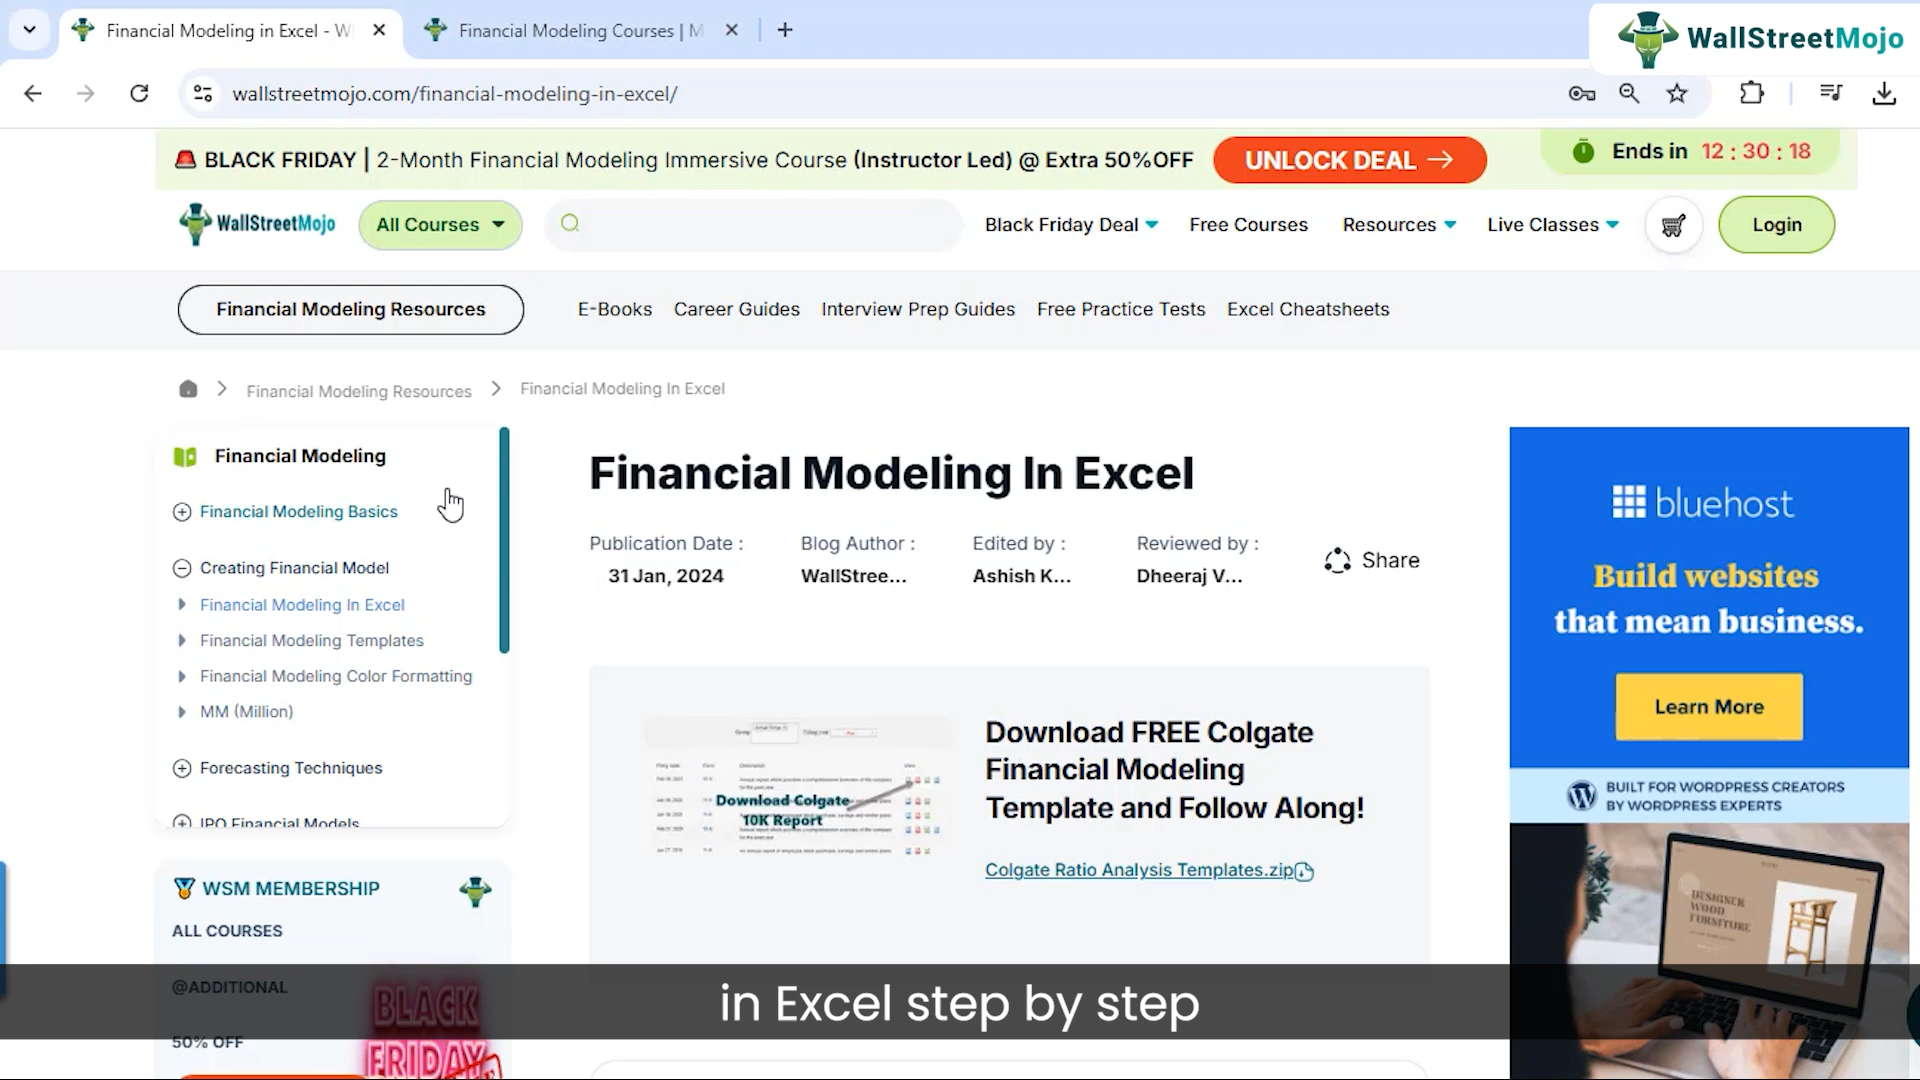 Financial Modeling in Excel - W
Financial Modeling Courses | M
WallStreetMojo
wallstreetmojo.com/financial-modeling-in-excel/
BLACK FRIDAY | 2-Month Financial Modeling Immersive Course (Instructor Led) @ Extra 50%OFF
UNLOCK DEAL
Ends in 12 : 30 : 18
WallStreetMojo
All Courses
Black Friday Deal
Free Courses
Resources
Live Classes
Login
Financial Modeling Resources
E-Books
Career Guides
Interview Prep Guides
Free Practice Tests
Excel Cheatsheets
Financial Modeling Resources
Financial Modeling In Excel
Financial Modeling
Financial Modeling Basics
Creating Financial Model
Financial Modeling In Excel
Financial Modeling Templates
Financial Modeling Color Formatting
MM (Million)
Forecasting Techniques
IPO Financial Models
WSM MEMBERSHIP
ALL COURSES
@ADDITIONAL
50% OFF
BLACK
FRIDAY
Financial Modeling In Excel
Publication Date :
31 Jan, 2024
Blog Author :
WallStree...
Edited by :
Ashish K...
Reviewed by :
Dheeraj V...
Share
Download Colgate
10K Report
Download FREE Colgate
Financial Modeling
Template and Follow Along!
Colgate Ratio Analysis Templates.zip
bluehost
Build websites
that mean business.
Learn More
BUILT FOR WORDPRESS CREATORS
BY WORDPRESS EXPERTS
DESIGNER
WOOD
FURNITURE
in Excel step by step